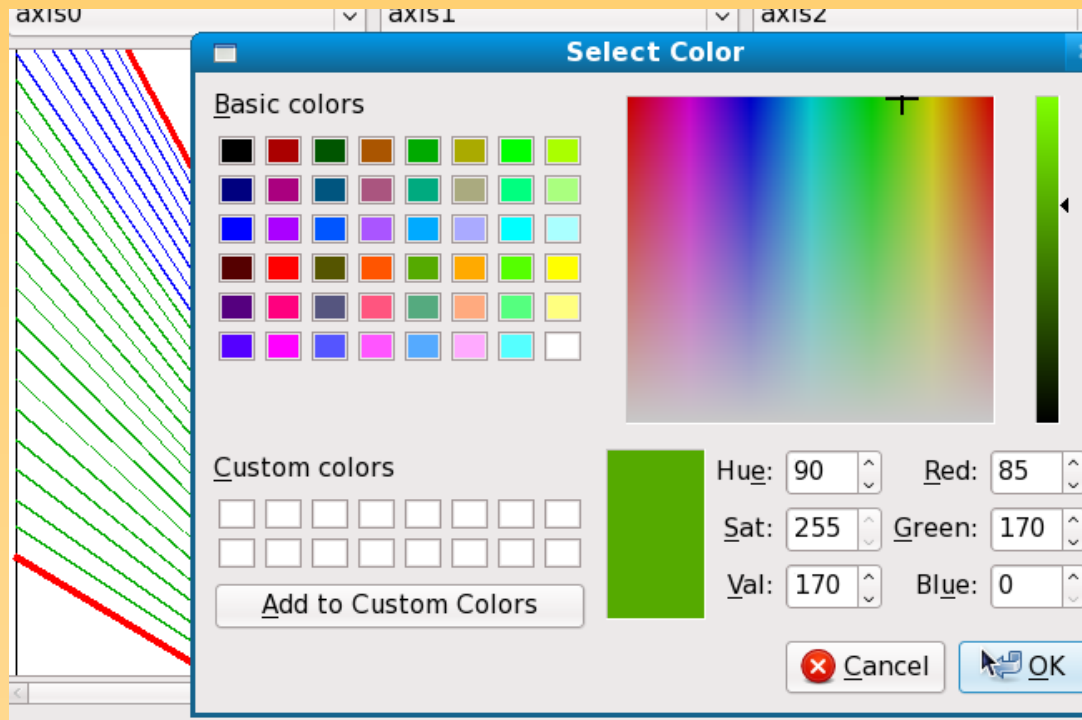 axis0 axis1 axis2
Select Color
Basic colors
Custom colors
Hue: 90 Red: 85
Sat: 255 Green: 170
Val: 170 Blue: 0
Add to Custom Colors
Cancel OK